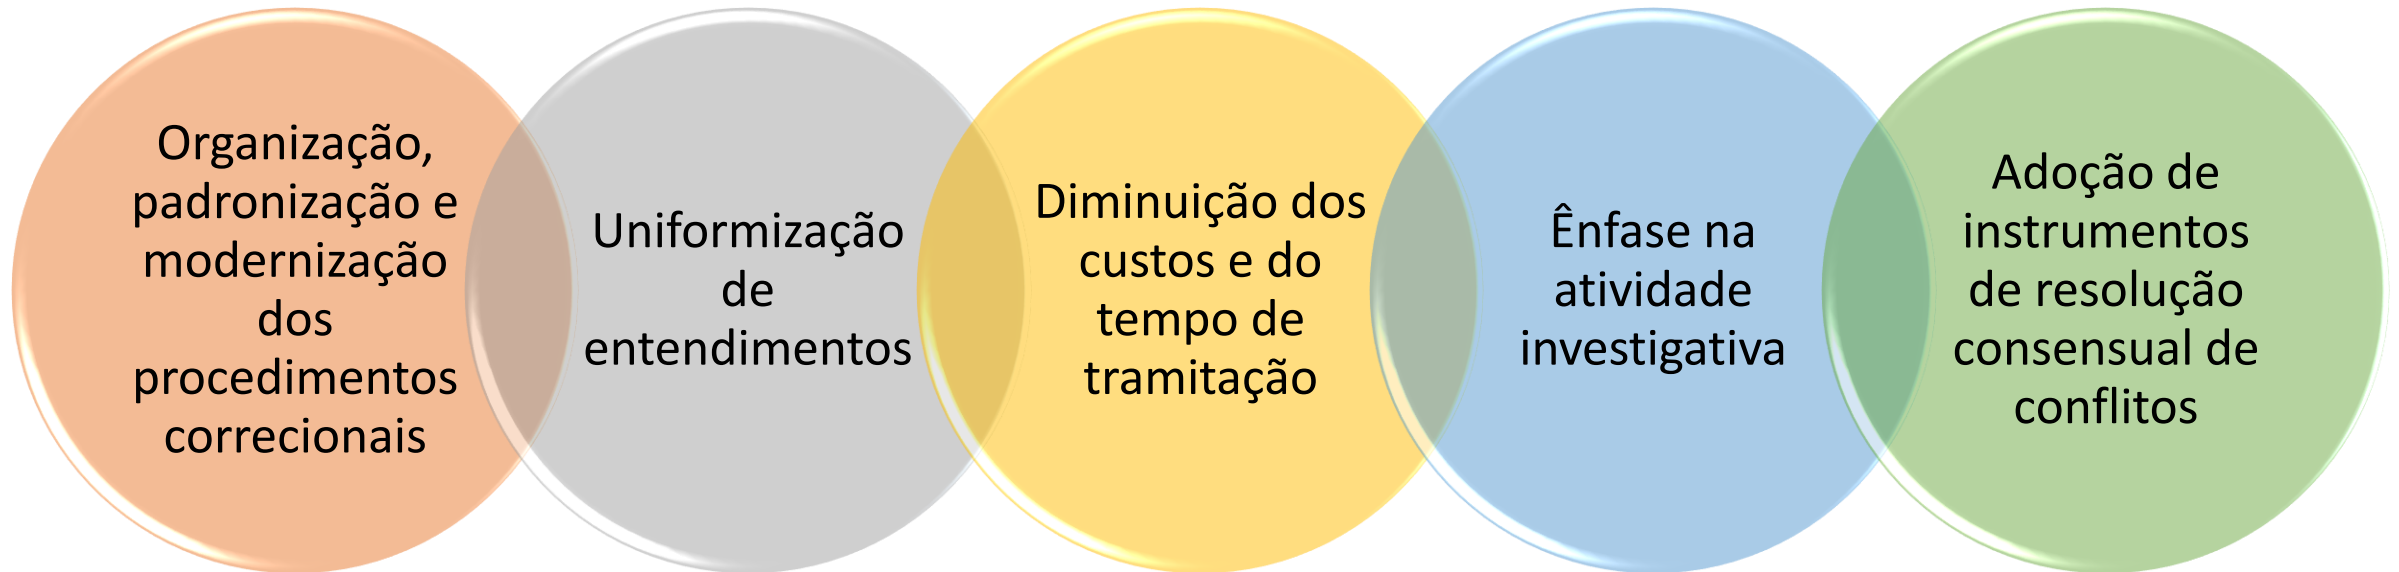 Organização,
padronização e
modernização
dos
procedimentos
correcionais
Uniformização
de
entendimentos
Diminuição dos
custos e do
tempo de
tramitação
Ênfase na
atividade
investigativa
Adoção de
instrumentos
de resolução
consensual de
conflitos